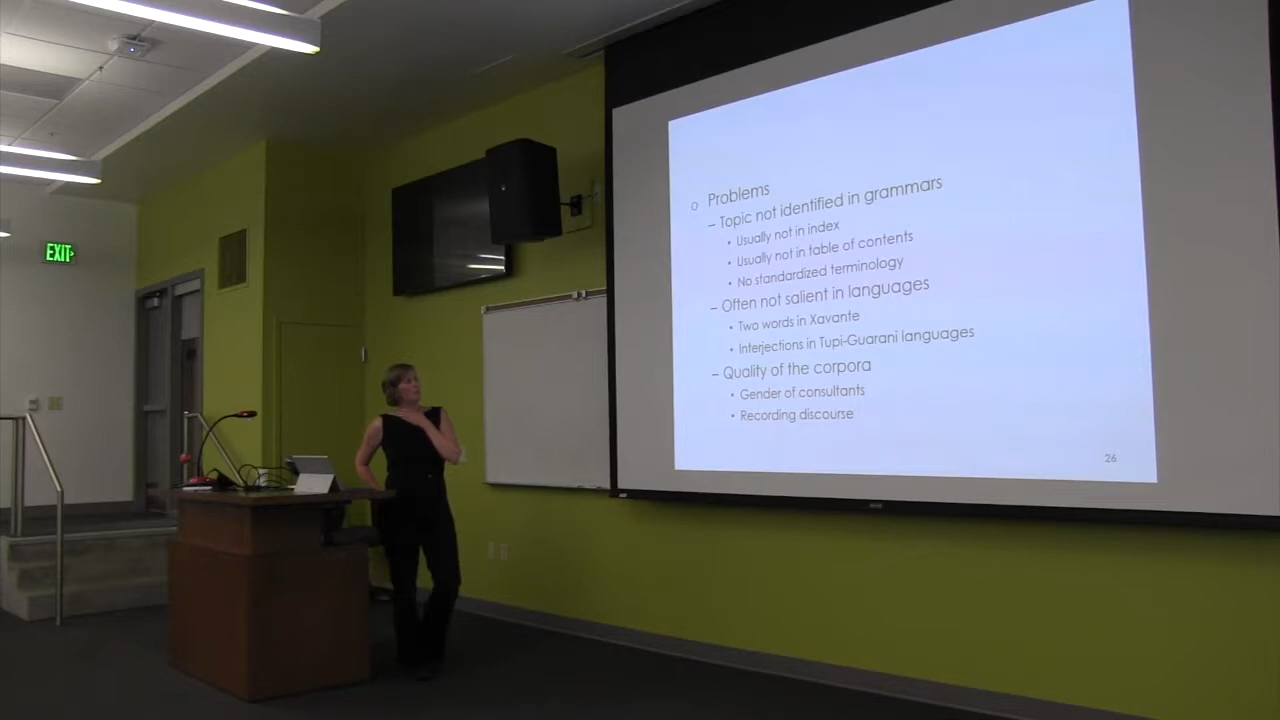 EXIT
o Problems
– Topic not identified in grammars
• Usually not in index
• Usually not in table of contents
• No standardized terminology
– Often not salient in languages
• Two words in Xavante
• Interjections in Tupi-Guarani languages
– Quality of the corpora
• Gender of consultants
• Recording discourse
26